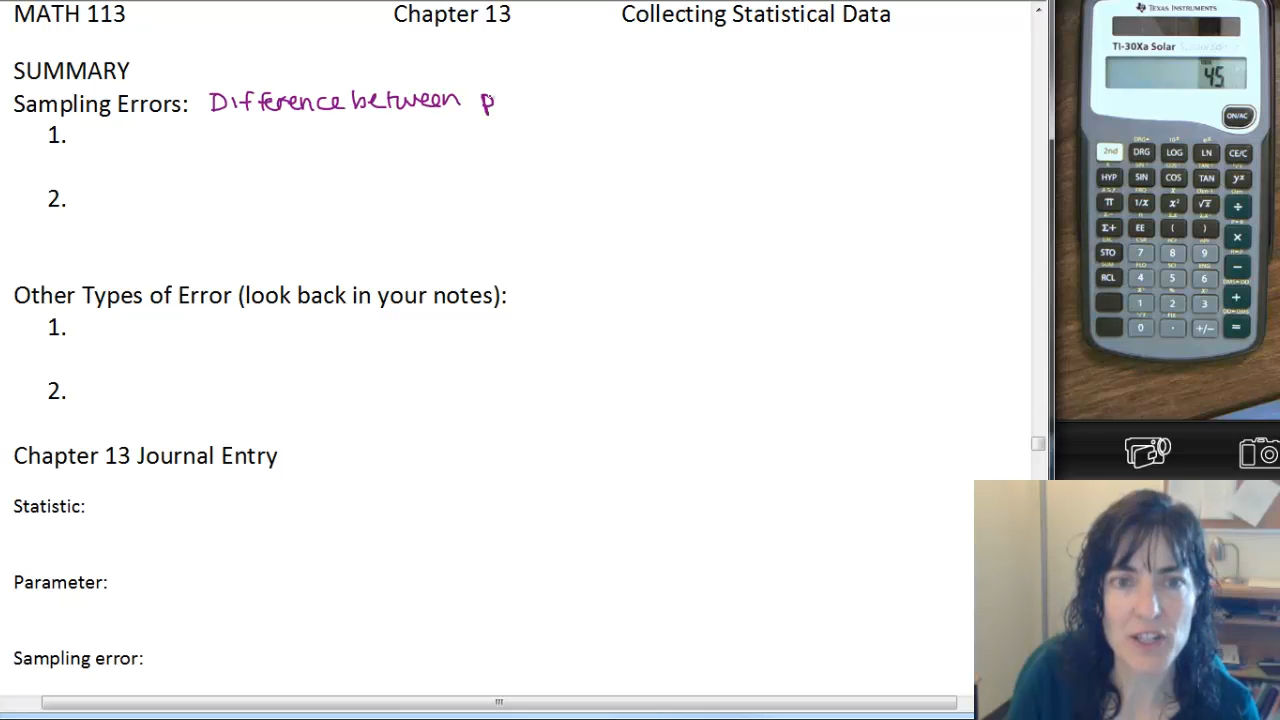 MATH 113 Chapter 13 Collecting Statistical Data
SUMMARY
Sampling Errors: Difference between p
1.
2.
Other Types of Error (look back in your notes):
1.
2.
Chapter 13 Journal Entry
Statistic:
Parameter:
Sampling error:
TEXAS INSTRUMENTS
TI-30Xa Solar
45
ON/AC
2nd DRG LOG LN CE/C
HYP SIN COS TAN yˣ
π 1/x x² √x ÷
Σ+ EE ( ) ×
STO 7 8 9 −
RCL 4 5 6 +
1 2 3
0 · +/− =